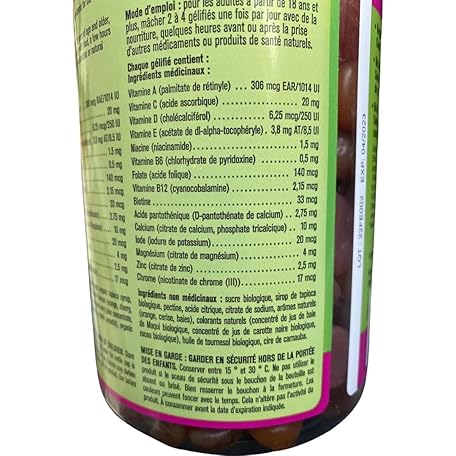 Mode d'emploi : pour les adultes à partir de 18 ans et
plus, mâcher 2 à 4 gélifiés une fois par jour avec de la
nourriture, quelques heures avant ou après la prise
d'autres médicaments ou produits de santé naturels.
Chaque gélifié contient :
Ingrédients médicinaux :
Vitamine A (palmitate de rétinyle) ... 306 mcg EAR/1014 UI
Vitamine C (acide ascorbique) ... 20 mg
Vitamine D (cholécalciférol) ... 6,25 mcg/250 UI
Vitamine E (acétate de dl-alpha-tocophéryle) . 3,8 mg AT/8,5 UI
Niacine (niacinamide) ... 1,5 mg
Vitamine B6 (chlorhydrate de pyridoxine) ... 0,5 mg
Folate (acide folique) ... 140 mcg
Vitamine B12 (cyanocobalamine) ... 2,15 mcg
Biotine ... 33 mcg
Acide pantothénique (D-pantothénate de calcium) .. 2,75 mg
Calcium (citrate de calcium, phosphate tricalcique) .. 10 mg
Iode (iodure de potassium) ... 20 mcg
Magnésium (citrate de magnésium) ... 4 mg
Zinc (citrate de zinc) ... 2,5 mg
Chrome (nicotinate de chrome (III)) ... 17 mcg
Ingrédients non médicinaux : sucre biologique, sirop de tapioca
biologique, pectine, acide citrique, citrate de sodium, arômes naturels
(orange, cerise, baies), colorants naturels (concentré de jus de baie
de Maqui biologique, concentré de jus de carotte noire biologique,
biologique), huile de tournesol biologique, cire de carnauba.
MISE EN GARDE : GARDER EN SÉCURITÉ HORS DE LA PORTÉE
DES ENFANTS. Conserver entre 15 ° et 30 ° C. Ne pas utiliser le
produit si le sceau de sécurité sous le bouchon de la bouteille est
absent ou brisé. Bien resserrer le bouchon à la fermeture. Les
couleurs peuvent foncer avec le temps. Cela n'altère pas l'activité du
produit. À consommer avant la date d'expiration indiquée.
LOT : 22FE002 EXP: 04/2023